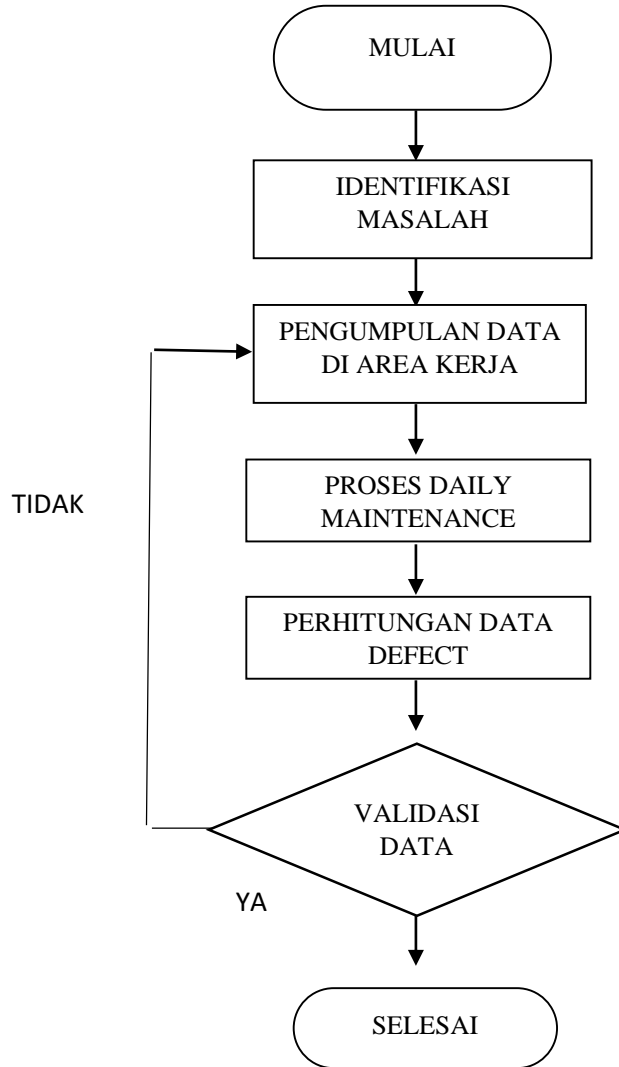 MULAI
IDENTIFIKASI
MASALAH
PENGUMPULAN DATA
DI AREA KERJA
TIDAK
PROSES DAILY
MAINTENANCE
PERHITUNGAN DATA
DEFECT
VALIDASI
DATA
YA
SELESAI